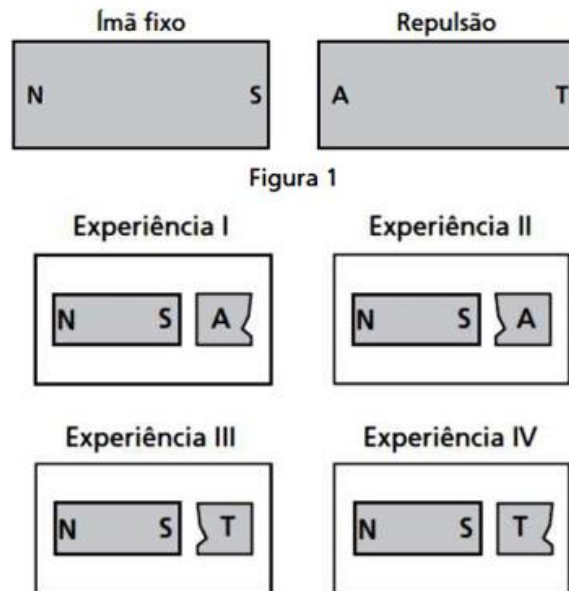 Ímã fixo Repulsão
N S A T
Figura 1
Experiência I Experiência II
N S A N S A
Experiência III Experiência IV
N S T N S T